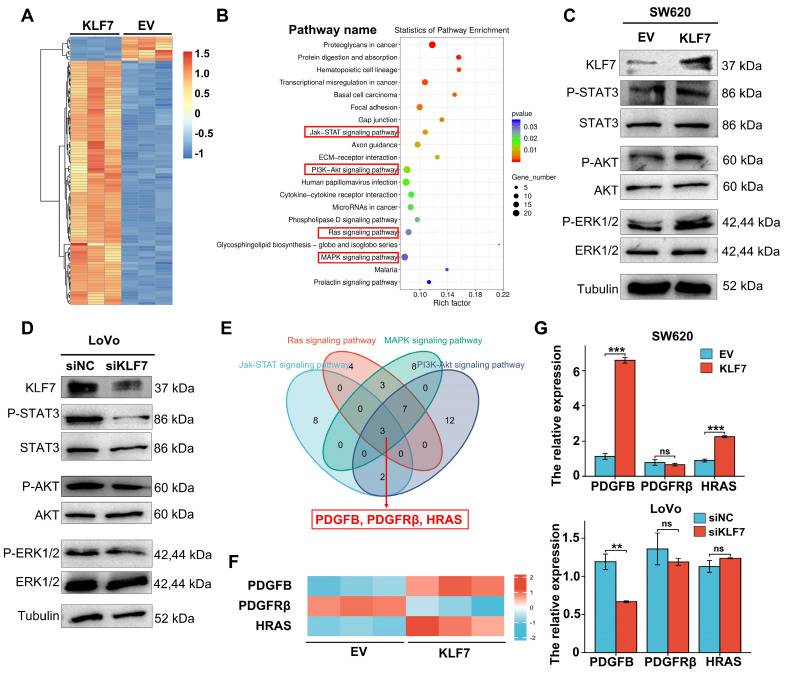 A
KLF7 EV
1.5
1
0.5
0
-0.5
-1
B
Pathway name
Statistics of Pathway Enrichment
Proteoglycans in cancer
Protein digestion and absorption
Hematopoietic cell lineage
Transcriptional misregulation in cancer
Basal cell carcinoma
Focal adhesion
Gap junction
Jak−STAT signaling pathway
Axon guidance
ECM−receptor interaction
PI3K−Akt signaling pathway
Human papillomavirus infection
Cytokine−cytokine receptor interaction
MicroRNAs in cancer
Phospholipase D signaling pathway
Ras signaling pathway
Glycosphingolipid biosynthesis − globo and isoglobo series
MAPK signaling pathway
Malaria
Prolactin signaling pathway
0.10 0.14 0.18 0.22
Rich factor
pvalue
0.03
0.02
0.01
Gene_number
5
10
15
20
C
SW620
EV KLF7
KLF7 37 kDa
P-STAT3 86 kDa
STAT3 86 kDa
P-AKT 60 kDa
AKT 60 kDa
P-ERK1/2 42,44 kDa
ERK1/2 42,44 kDa
Tubulin 52 kDa
D
LoVo
siNC siKLF7
KLF7 37 kDa
P-STAT3 86 kDa
STAT3 86 kDa
P-AKT 60 kDa
AKT 60 kDa
P-ERK1/2 42,44 kDa
ERK1/2 42,44 kDa
Tubulin 52 kDa
E
Ras signaling pathway MAPK signaling pathway
Jak-STAT signaling pathway PI3K-Akt signaling pathway
4 8
8 0 3 0 12
0 7
3
0 0
0 0
2
PDGFB, PDGFRβ, HRAS
F
PDGFB
PDGFRβ
HRAS
EV KLF7
2
1
0
-1
-2
G
SW620
The relative expression
6
4
2
0
*** ns ***
EV
KLF7
PDGFB PDGFRβ HRAS
LoVo
The relative expression
1.5
1.0
0.5
0
** ns ns
siNC
siKLF7
PDGFB PDGFRβ HRAS